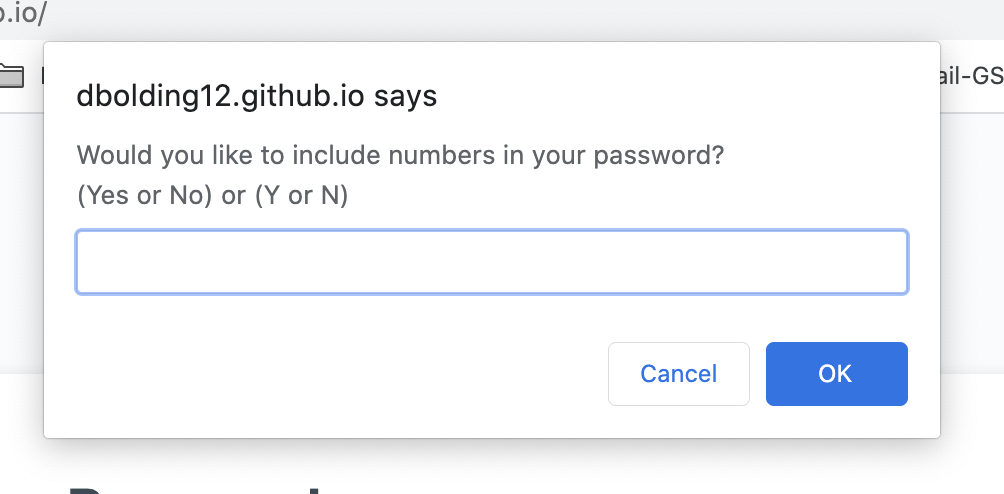 .io/
ail-GS
dbolding12.github.io says
Would you like to include numbers in your password?
(Yes or No) or (Y or N)
Cancel
OK